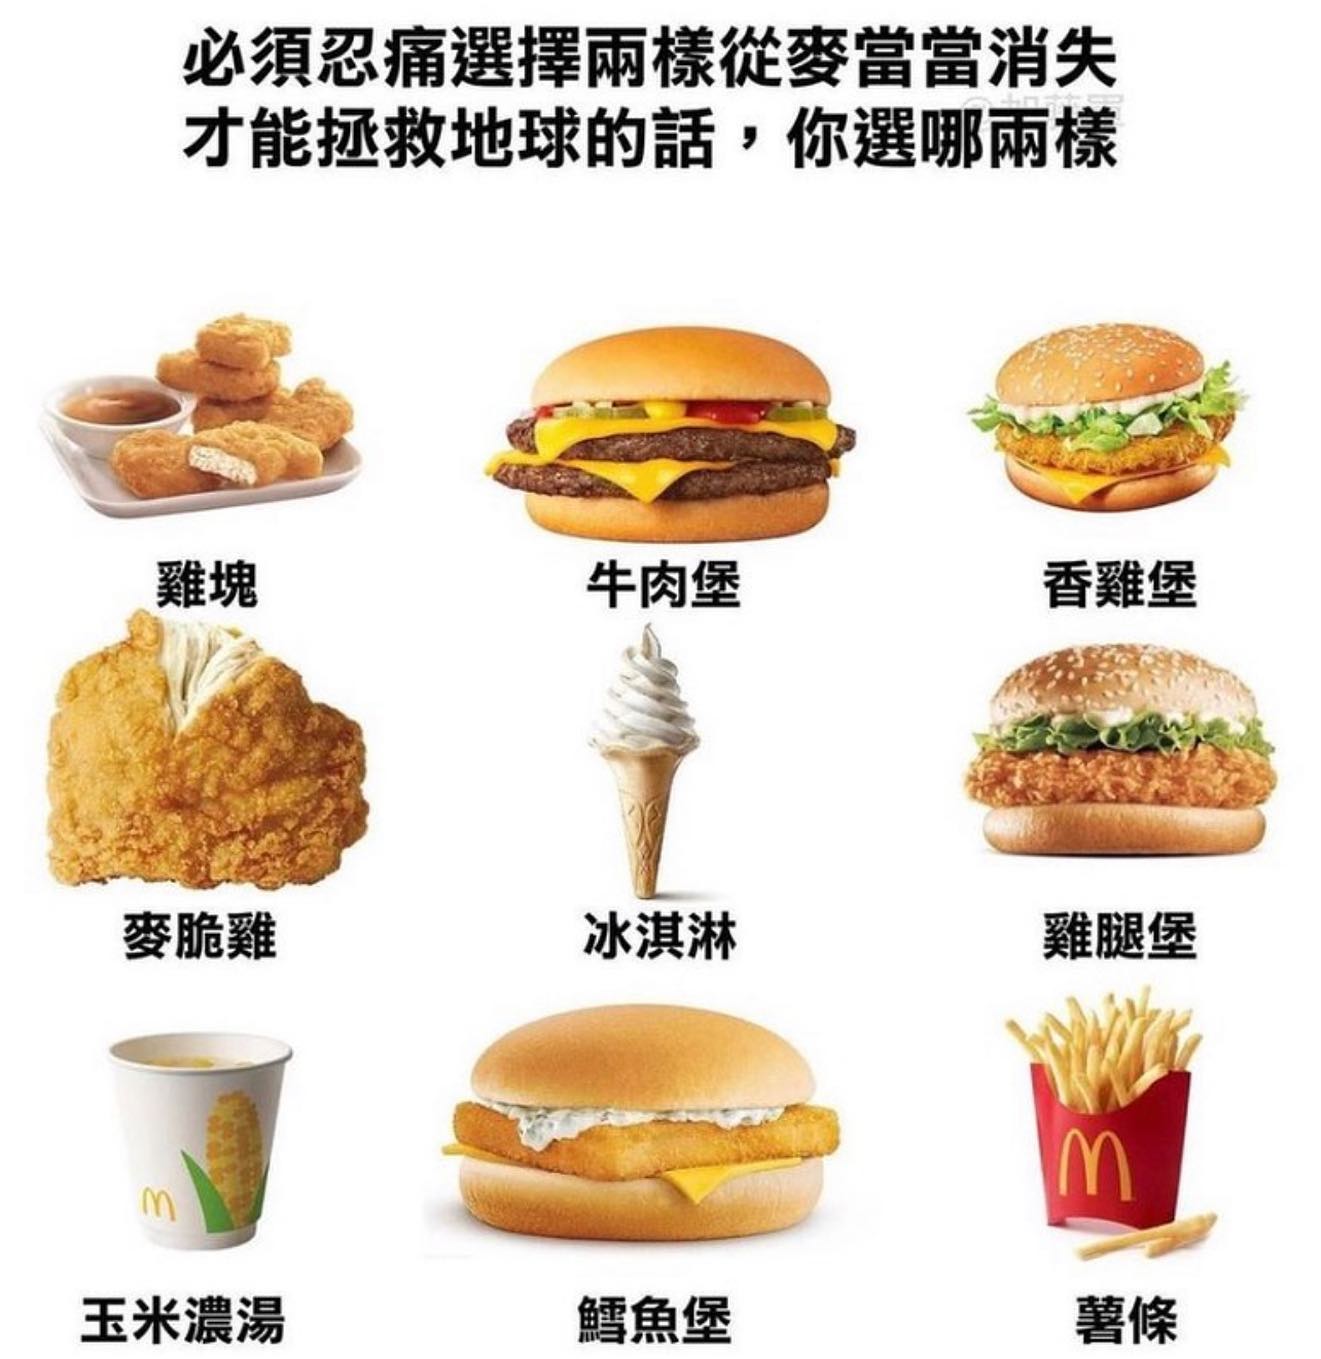 必須忍痛選擇兩樣從麥當當消失
才能拯救地球的話，你選哪兩樣
雞塊
牛肉堡
香雞堡
麥脆雞
冰淇淋
雞腿堡
玉米濃湯
鱈魚堡
薯條